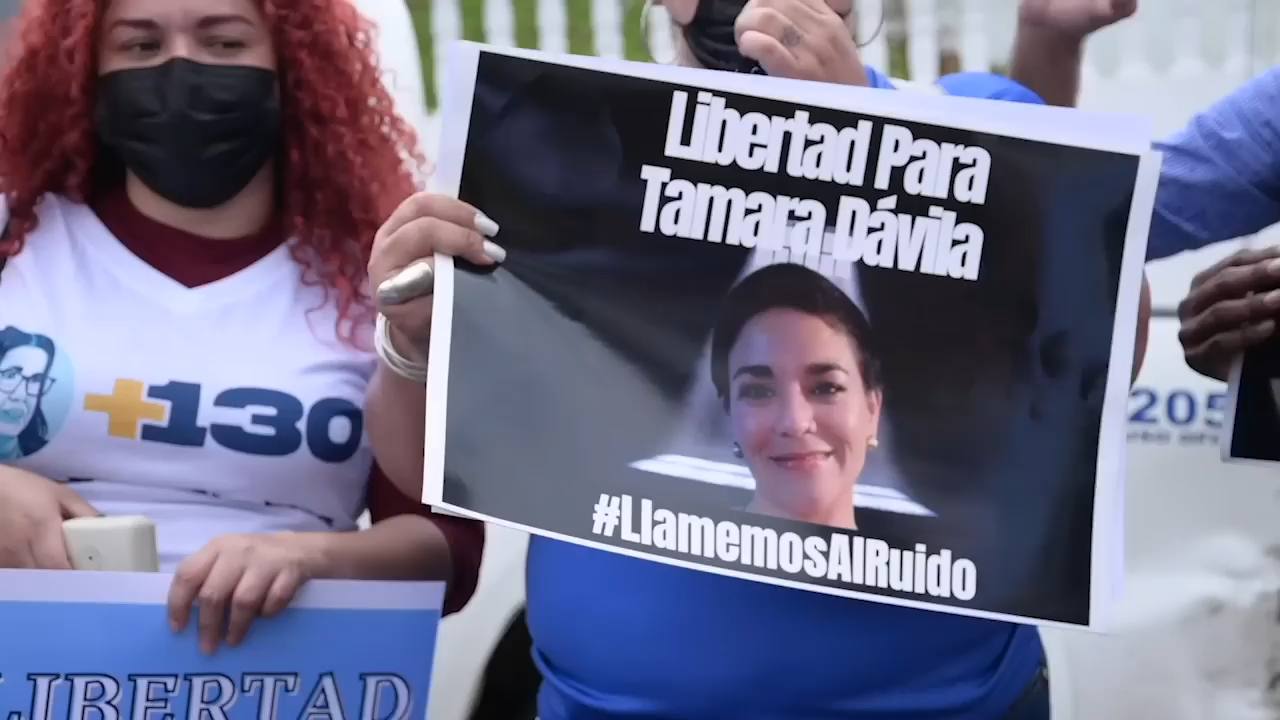 Libertad Para
Tamara Dávila
#LlamemosAlRuido
+130
LIBERTAD
205